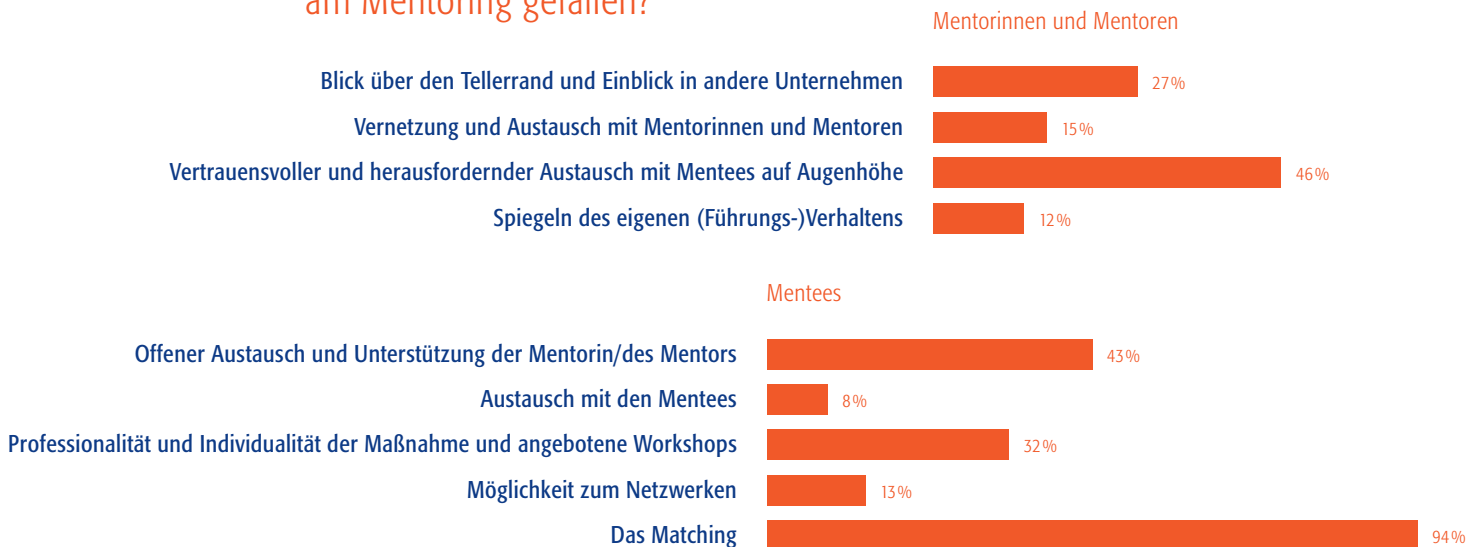 am Mentoring gefallen?
Mentorinnen und Mentoren
Blick über den Tellerrand und Einblick in andere Unternehmen 27%
Vernetzung und Austausch mit Mentorinnen und Mentoren 15%
Vertrauensvoller und herausfordernder Austausch mit Mentees auf Augenhöhe 46%
Spiegeln des eigenen (Führungs-)Verhaltens 12%
Mentees
Offener Austausch und Unterstützung der Mentorin/des Mentors 43%
Austausch mit den Mentees 8%
Professionalität und Individualität der Maßnahme und angebotene Workshops 32%
Möglichkeit zum Netzwerken 13%
Das Matching 94%